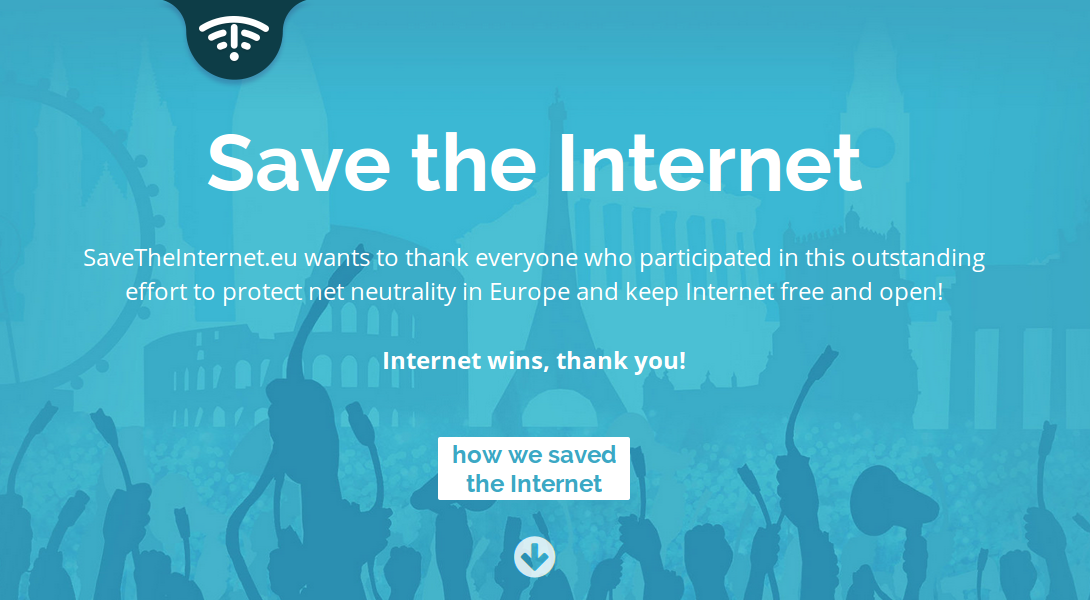 Save the Internet
SaveTheInternet.eu wants to thank everyone who participated in this outstanding
effort to protect net neutrality in Europe and keep Internet free and open!
Internet wins, thank you!
how we saved
the Internet